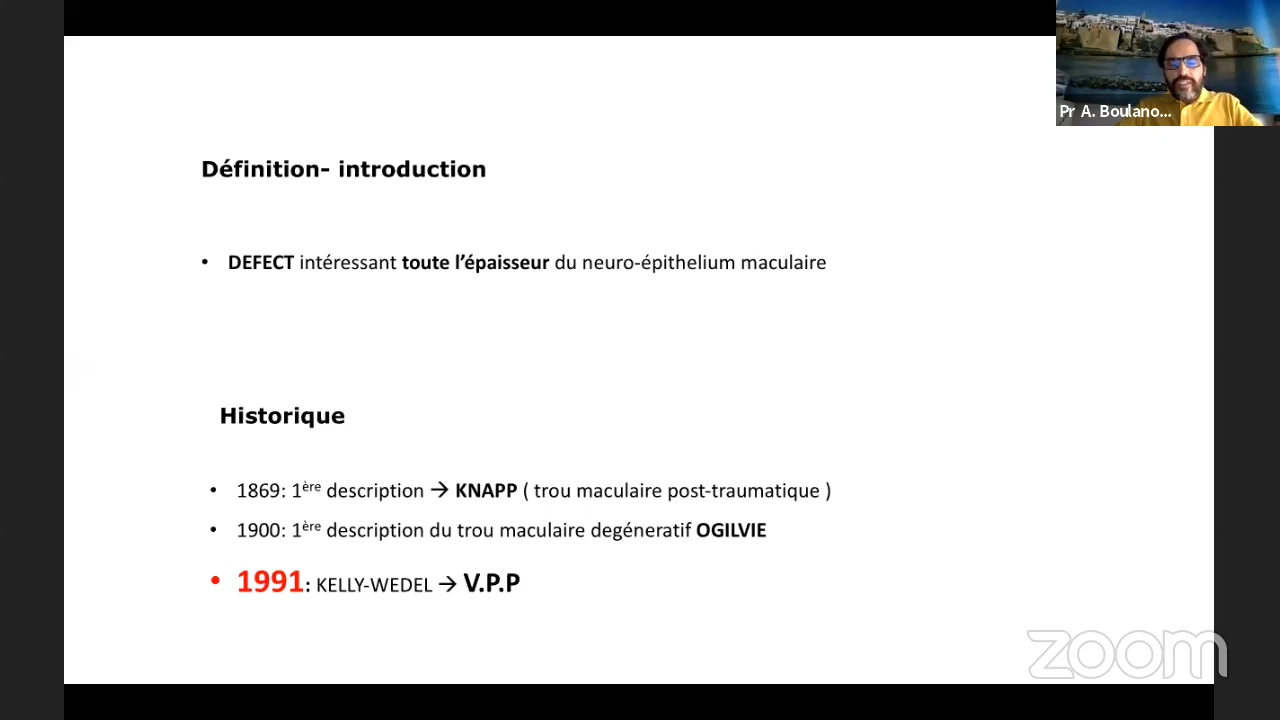 Pr A. Boulano...
Définition- introduction
• DEFECT intéressant toute l’épaisseur du neuro-épithelium maculaire
Historique
• 1869: 1ère description → KNAPP ( trou maculaire post-traumatique )
• 1900: 1ère description du trou maculaire degéneratif OGILVIE
• 1991: KELLY-WEDEL → V.P.P
zoom